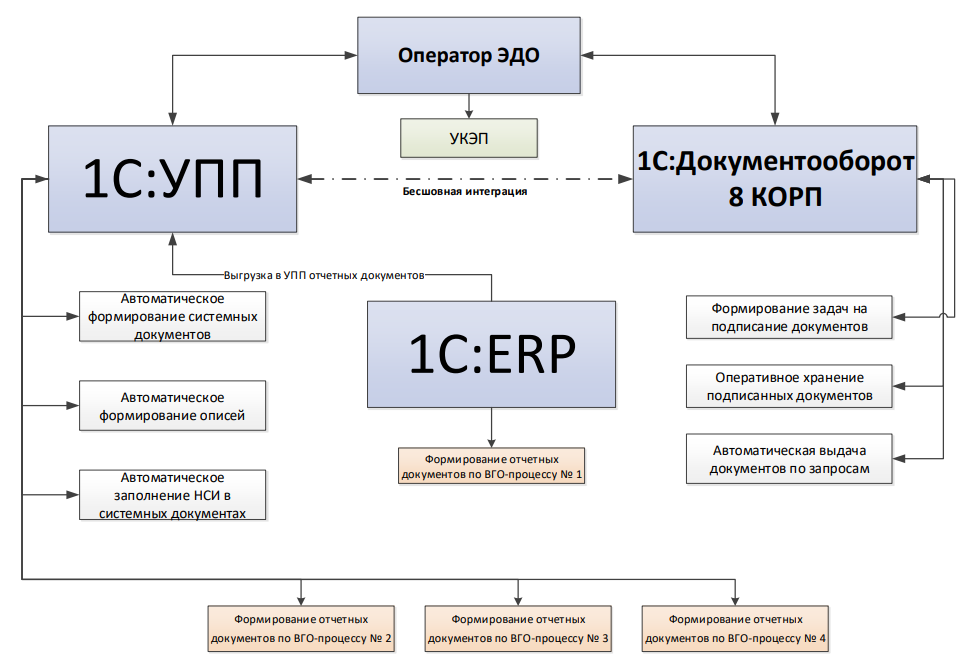 Оператор ЭДО
УКЭП
1С:УПП
Бесшовная интеграция
1С:Документооборот
8 КОРП
Выгрузка в УПП отчетных документов
Автоматическое
формирование системных
документов
1С:ERP
Формирование задач на
подписание документов
Автоматическое
формирование описей
Оперативное хранение
подписанных документов
Формирование отчетных
документов по ВГО-процессу № 1
Автоматическая выдача
документов по запросам
Автоматическое
заполнение НСИ в
системных документах
Формирование отчетных
документов по ВГО-процессу № 2
Формирование отчетных
документов по ВГО-процессу № 3
Формирование отчетных
документов по ВГО-процессу № 4